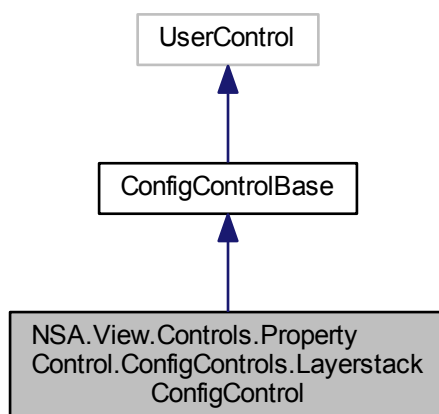 UserControl
ConfigControlBase
NSA.View.Controls.Property
Control.ConfigControls.Layerstack
ConfigControl